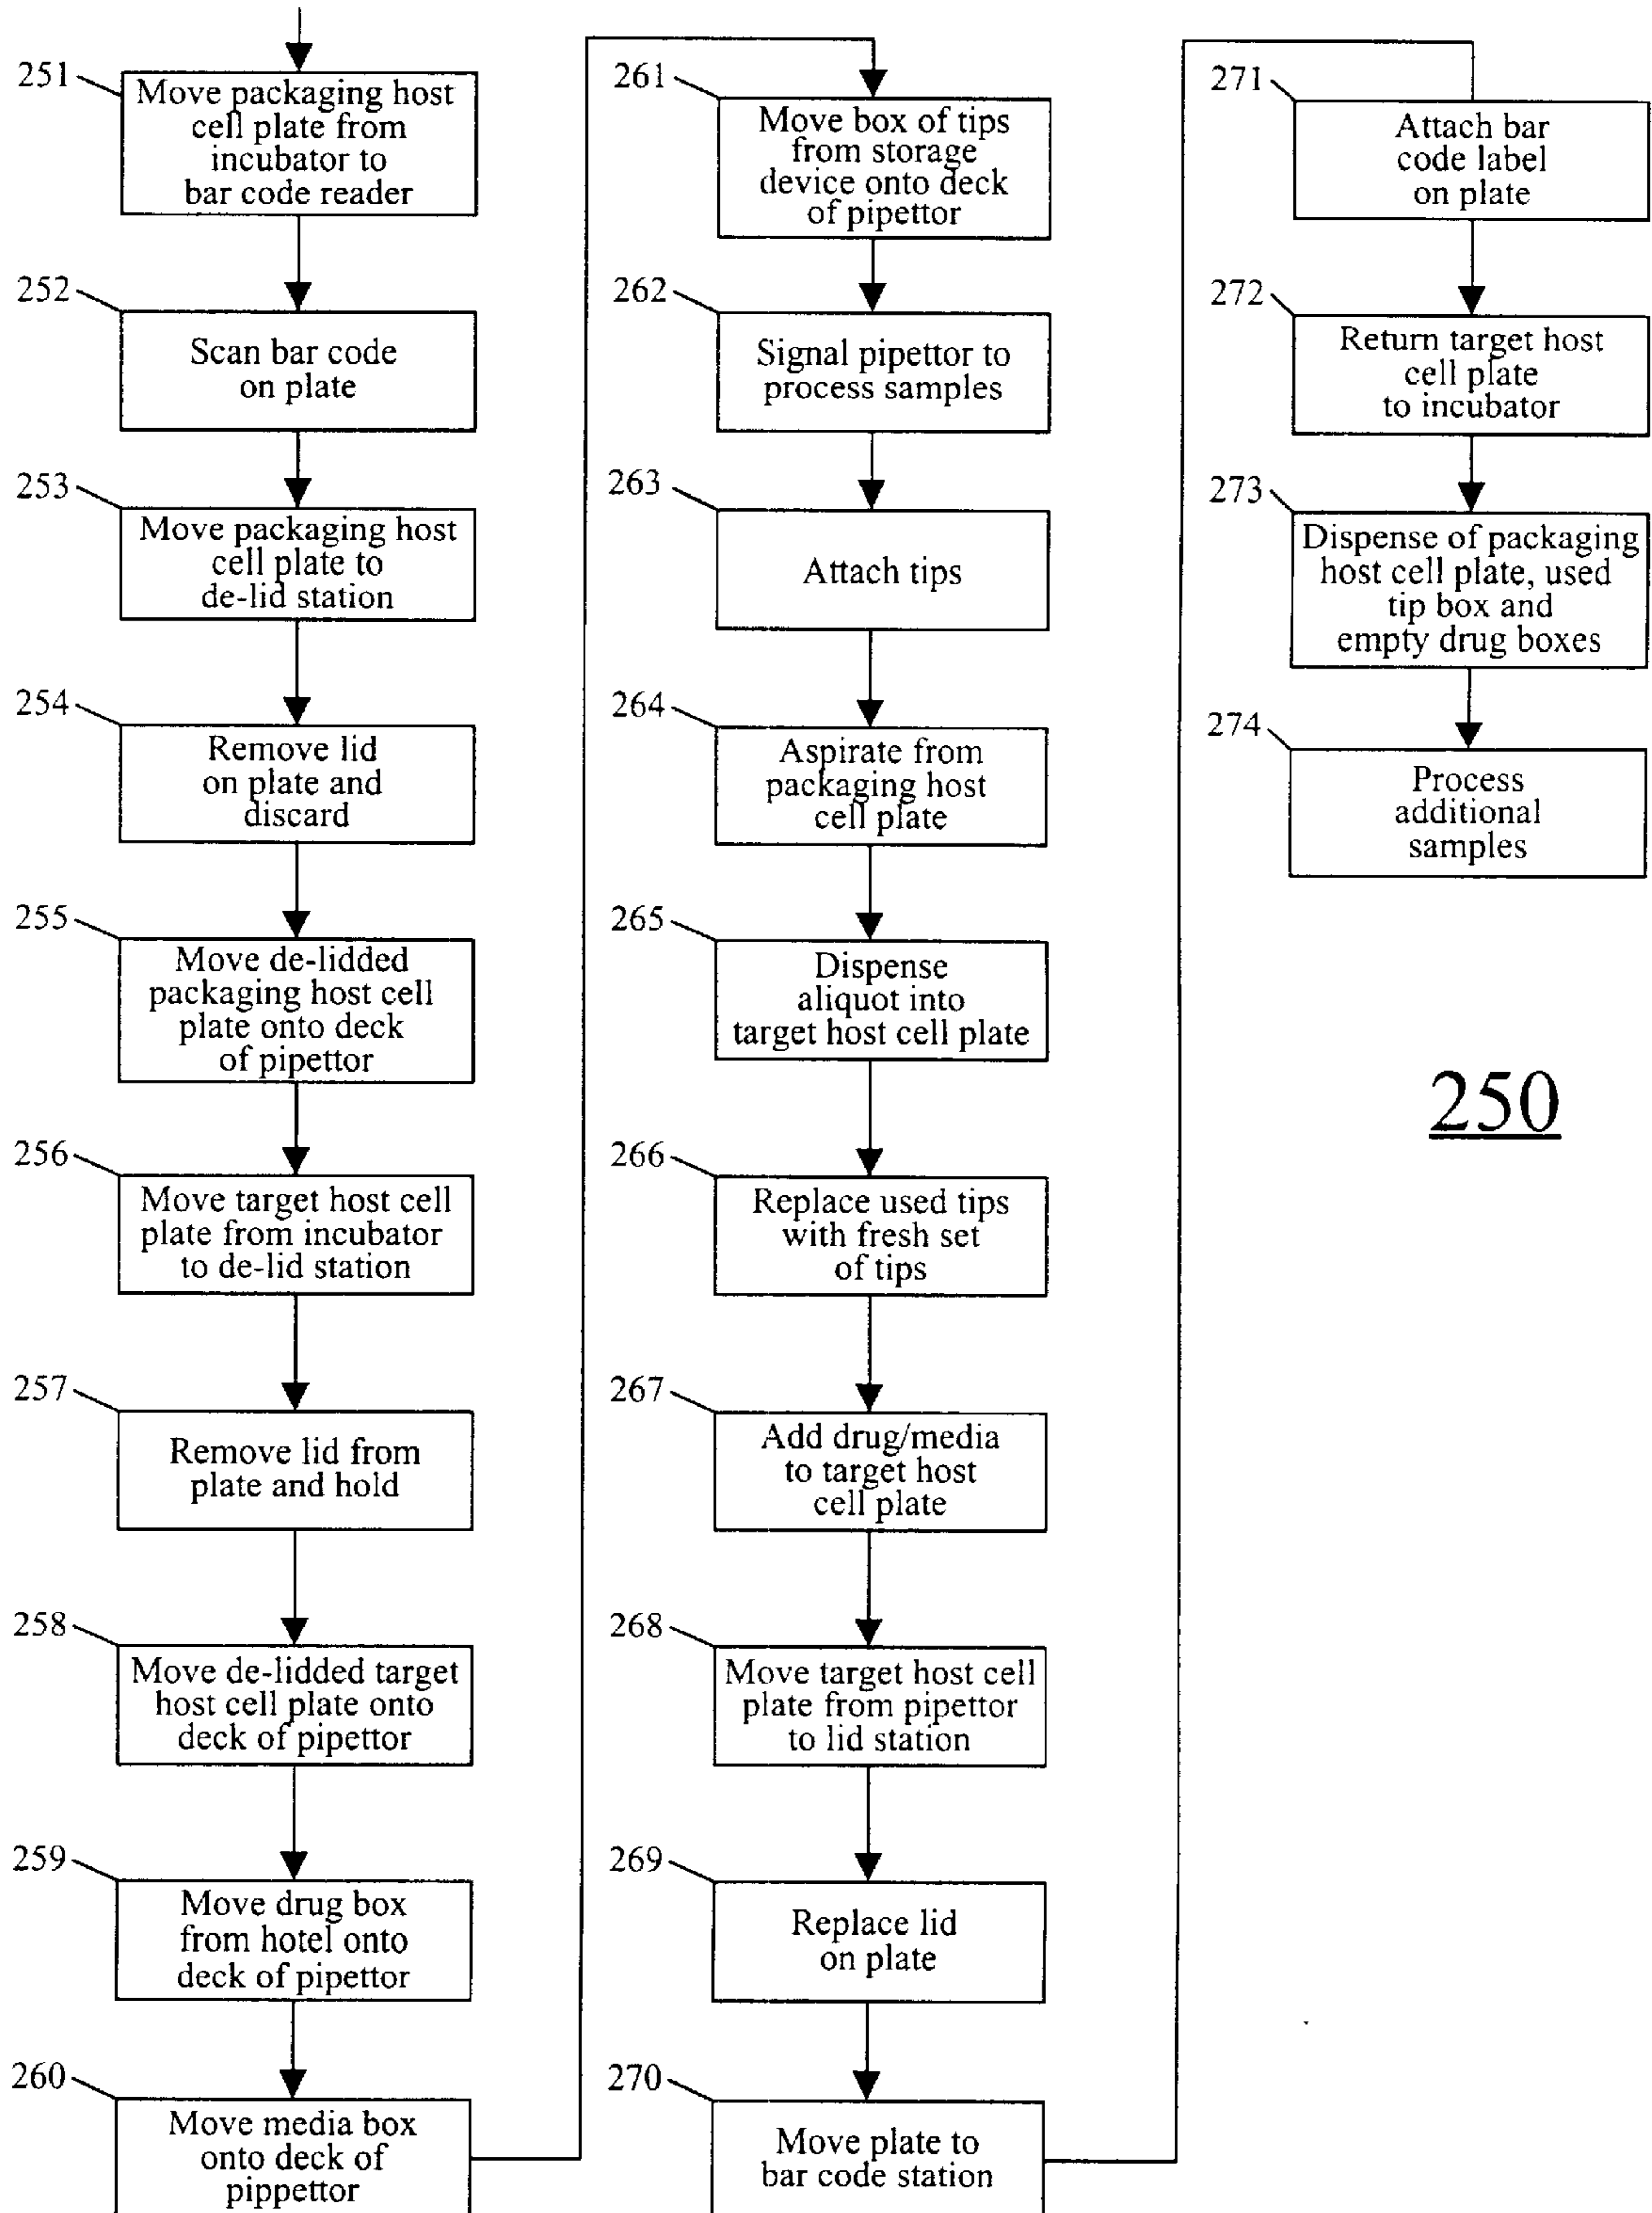 251
Move packaging host
cell plate from
incubator to
bar code reader
252
Scan bar code
on plate
253
Move packaging host
cell plate to
de-lid station
254
Remove lid
on plate and
discard
255
Move de-lidded
packaging host cell
plate onto deck
of pipettor
256
Move target host cell
plate from incubator
to de-lid station
257
Remove lid from
plate and hold
258
Move de-lidded target
host cell plate onto
deck of pipettor
259
Move drug box
from hotel onto
deck of pipettor
260
Move media box
onto deck of
pippettor
261
Move box of tips
from storage
device onto deck
of pipettor
262
Signal pipettor to
process samples
263
Attach tips
264
Aspirate from
packaging host
cell plate
265
Dispense
aliquot into
target host cell plate
266
Replace used tips
with fresh set
of tips
267
Add drug/media
to target host
cell plate
268
Move target host cell
plate from pipettor
to lid station
269
Replace lid
on plate
270
Move plate to
bar code station
271
Attach bar
code label
on plate
272
Return target host
cell plate
to incubator
273
Dispense of packaging
host cell plate, used
tip box and
empty drug boxes
274
Process
additional
samples
250